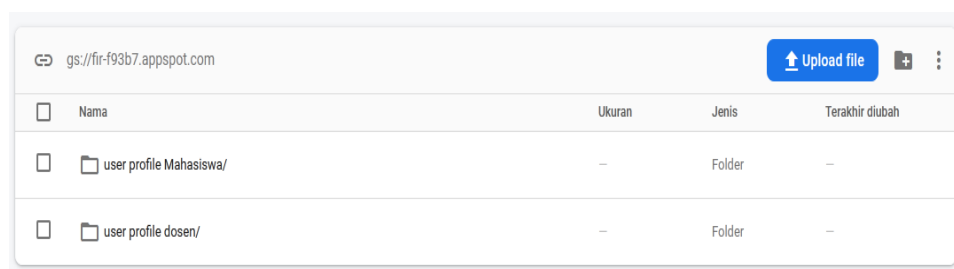 gs://fir-f93b7.appspot.com Upload file
Nama Ukuran Jenis Terakhir diubah
user profile Mahasiswa/ — Folder —
user profile dosen/ — Folder —